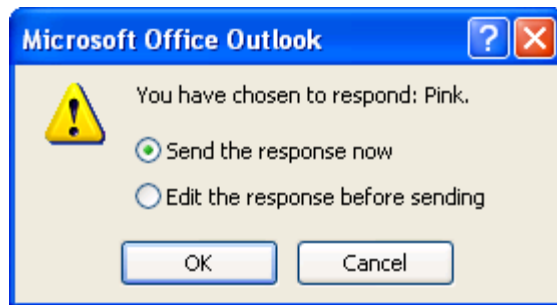 Microsoft Office Outlook
You have chosen to respond: Pink.
Send the response now
Edit the response before sending
OK Cancel